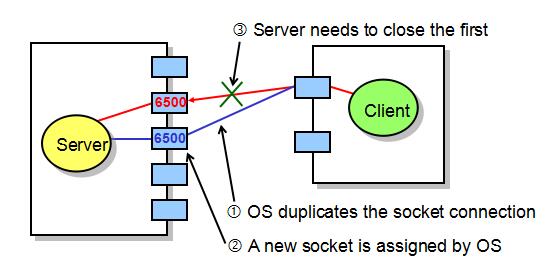 ③ Server needs to close the first
6500
Client
6500
Server
① OS duplicates the socket connection
② A new socket is assigned by OS